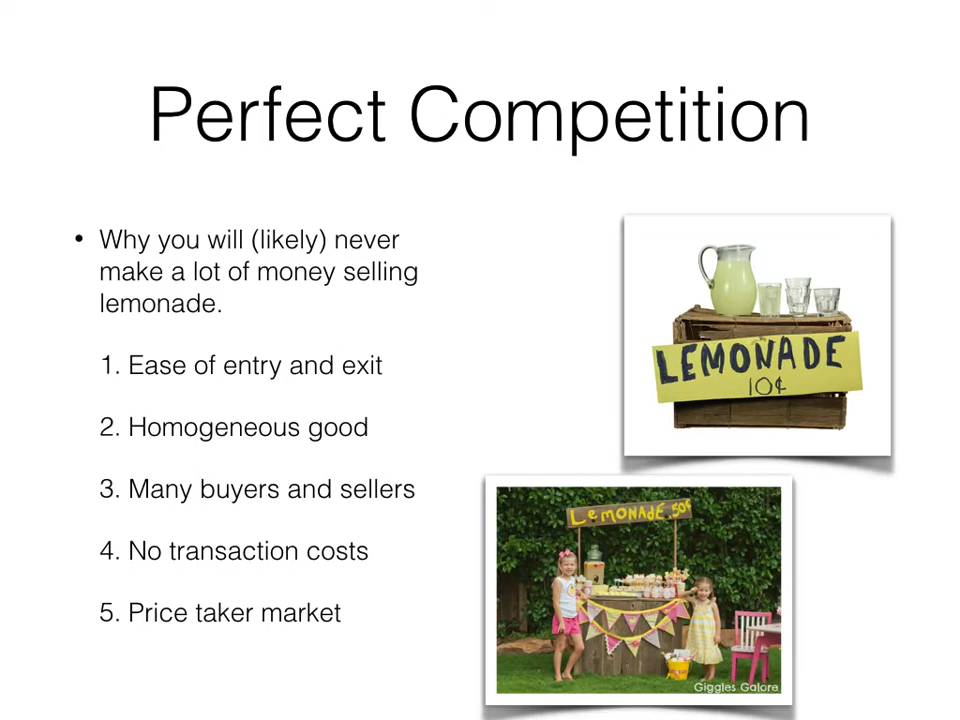 Perfect Competition
• Why you will (likely) never
make a lot of money selling
lemonade.
1. Ease of entry and exit
2. Homogeneous good
3. Many buyers and sellers
4. No transaction costs
5. Price taker market
LEMONADE
10¢
LeMONADE.50¢
Giggles Galore